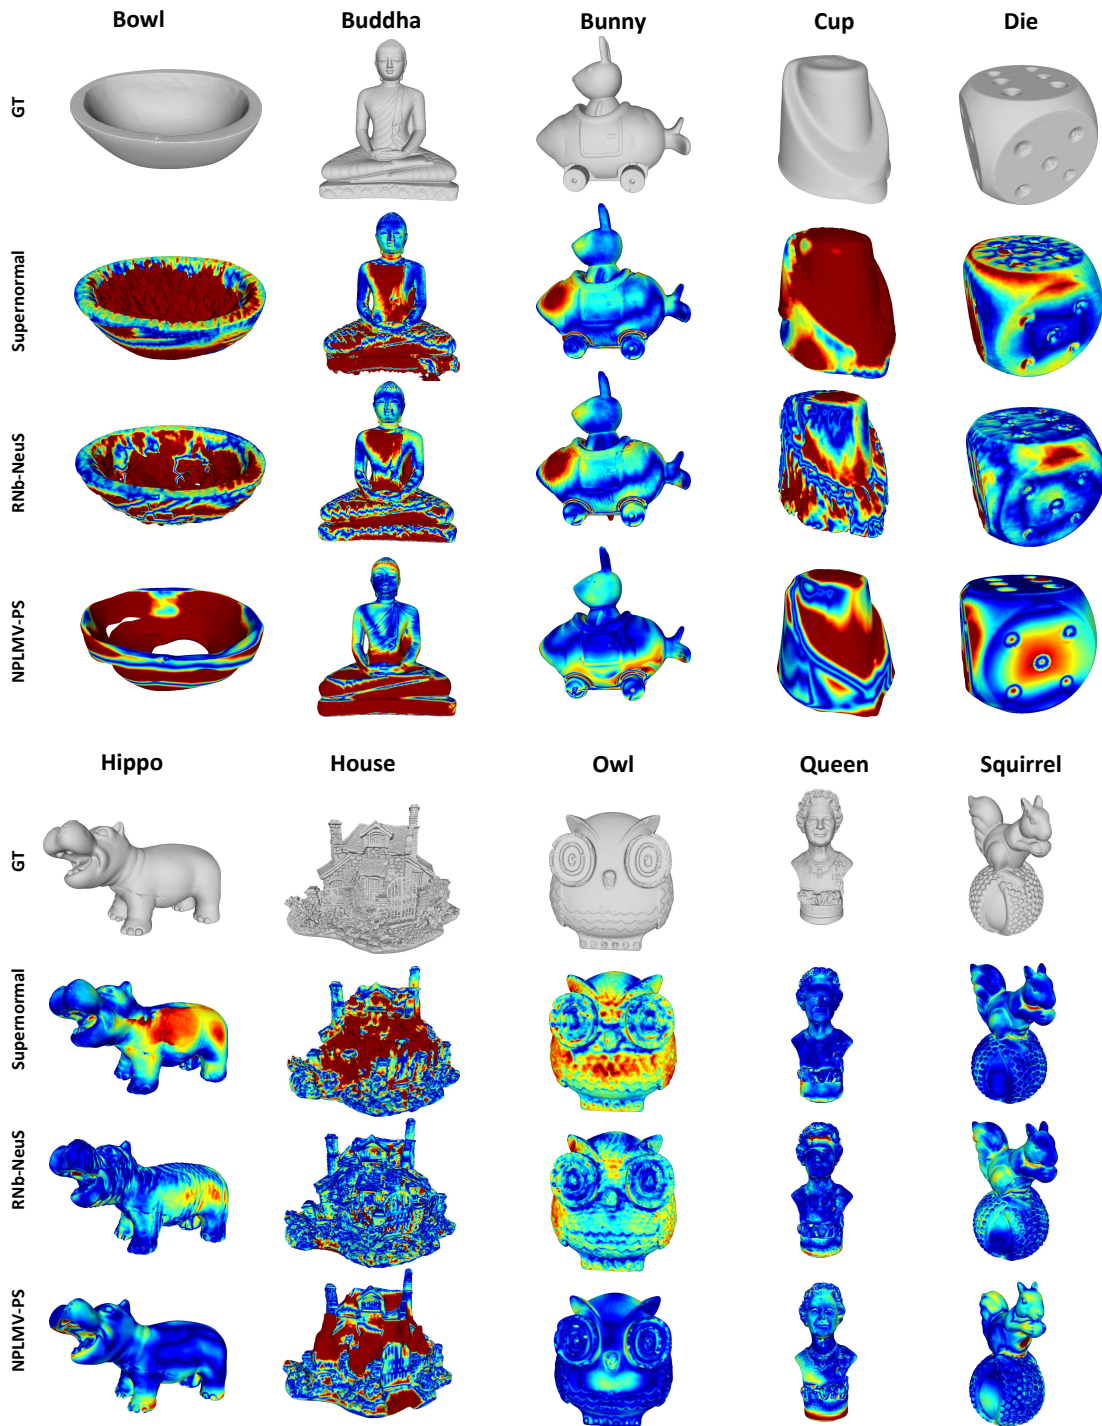 Bowl Buddha Bunny Cup Die
GT
Supernormal
RNb-NeuS
NPLMV-PS
Hippo House Owl Queen Squirrel
GT
Supernormal
RNb-NeuS
NPLMV-PS